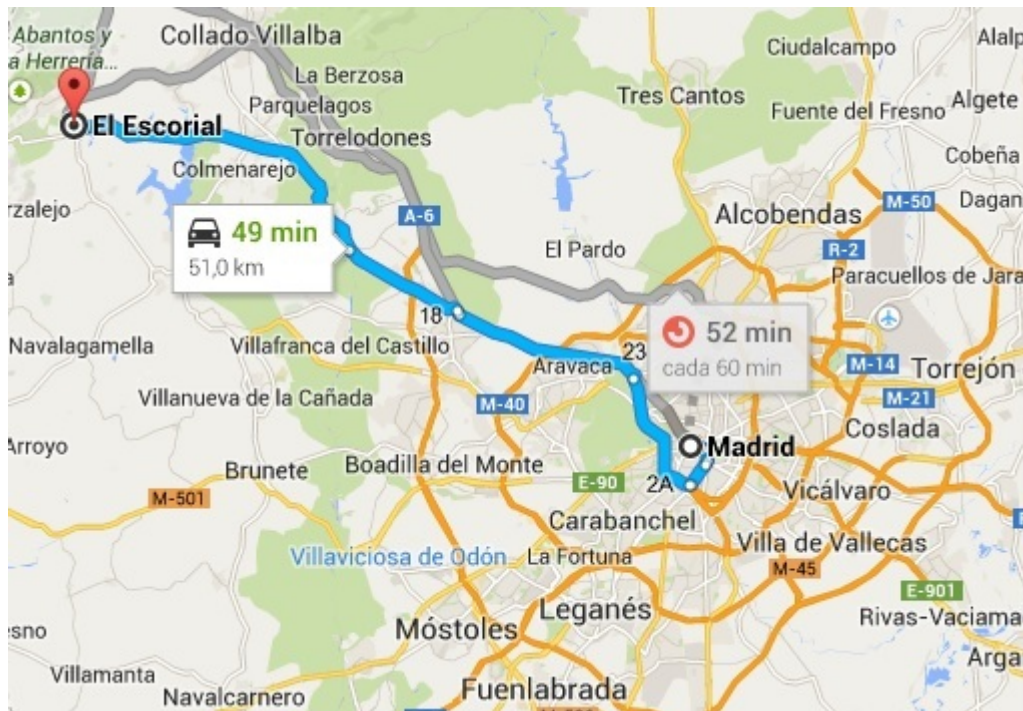 Abantos y
a Herrería...
Collado Villalba
Ciudalcampo
Alalp
La Berzosa
Parquelagos
Tres Cantos
Fuente del Fresno
Algete
El Escorial
Torrelodones
Cobeña
Colmenarejo
M-50
Dagan
rzalejo
A-6
Alcobendas
49 min
51,0 km
El Pardo
R-2
Paracuellos de Jara
18
52 min
cada 60 min
Navalagamella
Villafranca del Castillo
23
Aravaca
M-14
Torrejón
Villanueva de la Cañada
M-40
M-21
Arroyo
Madrid
Coslada
Brunete
Boadilla del Monte
E-90
2A
Vicálvaro
M-501
Carabanchel
Villaviciosa de Odón
La Fortuna
Villa de Vallecas
M-45
E-901
Leganés
Rivas-Vaciama
esno
Móstoles
Arga
Villamanta
Navalcarnero
Fuenlabrada